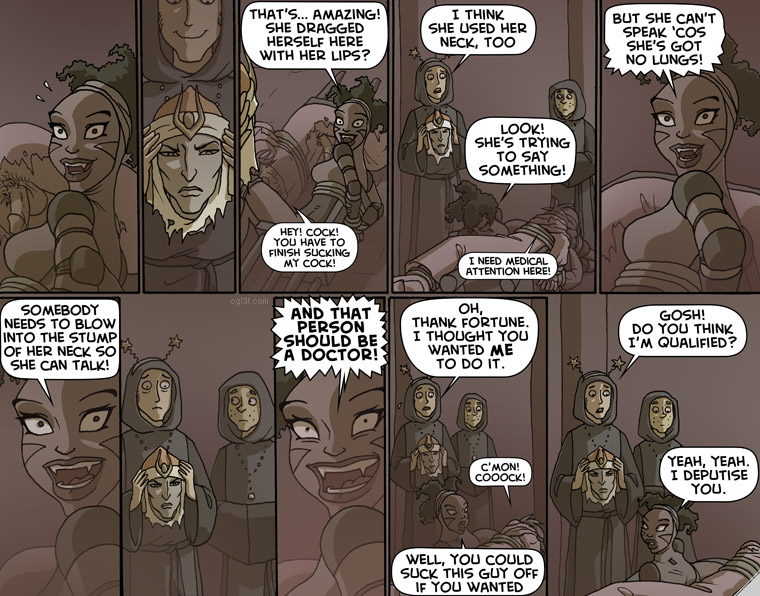 THAT'S... AMAZING!
SHE DRAGGED
HERSELF HERE
WITH HER LIPS?
HEY! COCK!
YOU HAVE TO
FINISH SUCKING
MY COCK!
I THINK
SHE USED HER
NECK, TOO
LOOK!
SHE'S TRYING
TO SAY
SOMETHING!
I NEED MEDICAL
ATTENTION HERE!
BUT SHE CAN'T
SPEAK 'COS
SHE'S GOT
NO LUNGS!
SOMEBODY
NEEDS TO BLOW
INTO THE STUMP
OF HER NECK SO
SHE CAN TALK!
oglaf.com
AND THAT
PERSON
SHOULD BE
A DOCTOR!
OH,
THANK FORTUNE.
I THOUGHT YOU
WANTED ME
TO DO IT.
C'MON!
COOOCK!
WELL, YOU COULD
SUCK THIS GUY OFF
IF YOU WANTED
GOSH!
DO YOU THINK
I'M QUALIFIED?
YEAH, YEAH.
I DEPUTISE
YOU.